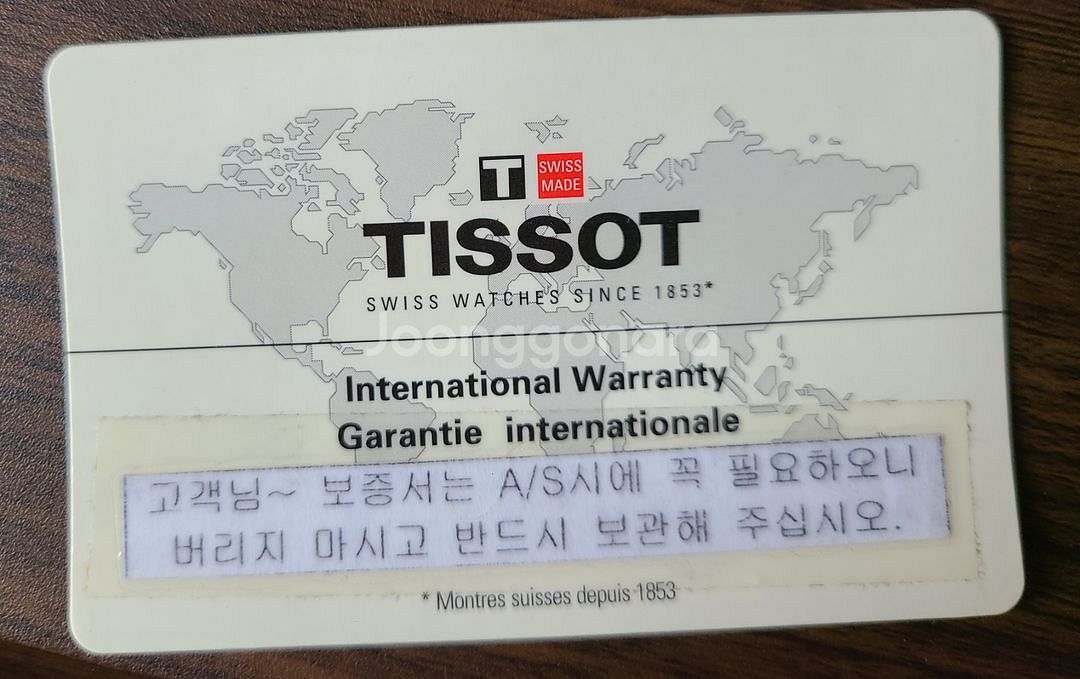 T SWISS
MADE
TISSOT
SWISS WATCHES SINCE 1853*
Joonggonara
International Warranty
Garantie internationale
고객님~ 보증서는 A/S시에 꼭 필요하오니
버리지 마시고 반드시 보관해 주십시오.
* Montres suisses depuis 1853